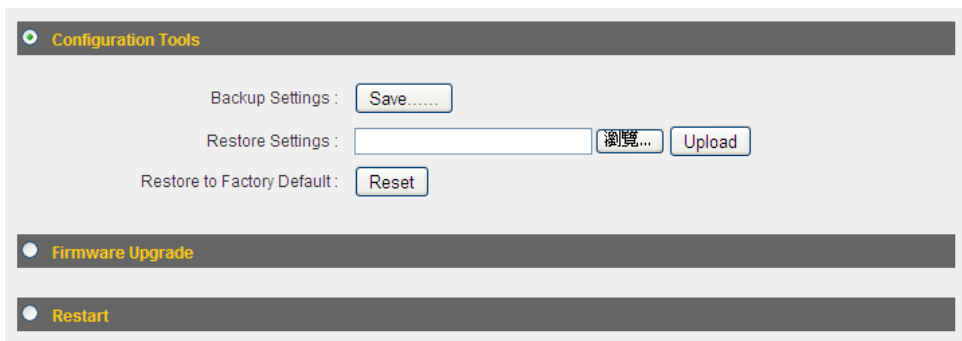 Configuration Tools
Backup Settings : Save......
Restore Settings : 瀏覽... Upload
Restore to Factory Default : Reset
Firmware Upgrade
Restart